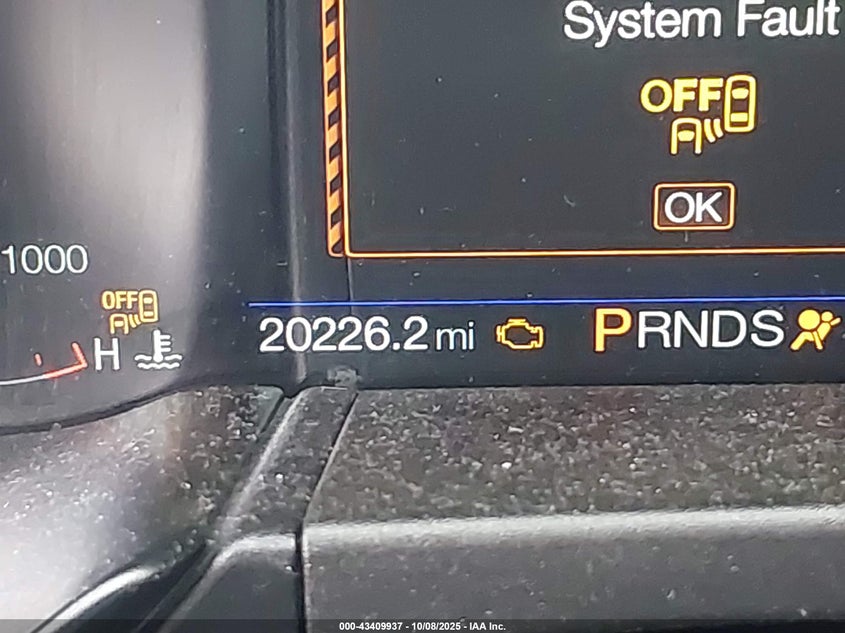 System Fault
OFF
OK
1000
OFF
H
20226.2 mi
PRNDS
000-43409937 - 10/08/2025 - IAA Inc.